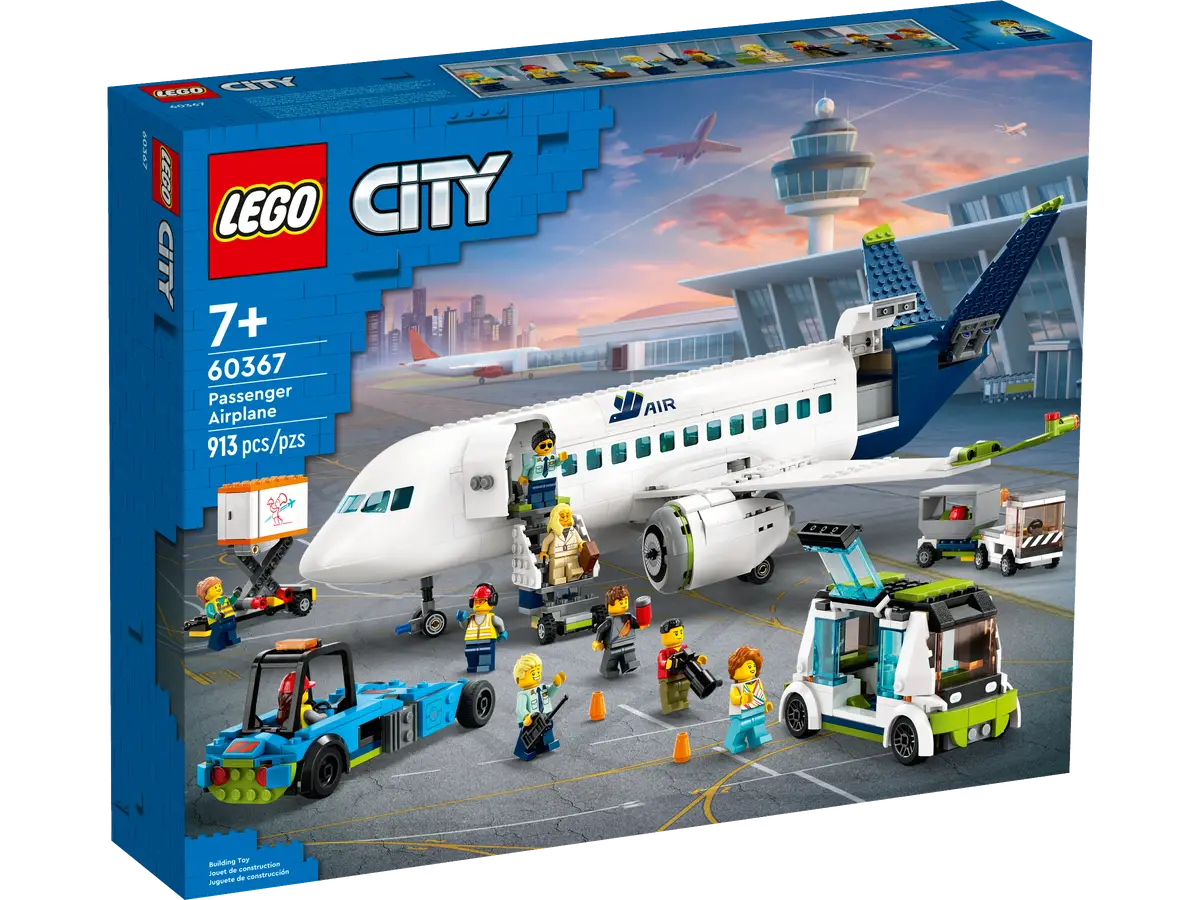 LEGO CITY
60367
60367
LEGO
CITY
LEGO
CITY
7+
60367
Passenger
Airplane
913 pcs/pzs
AIR
Building Toy
Jouet de construction
Juguete de construcción